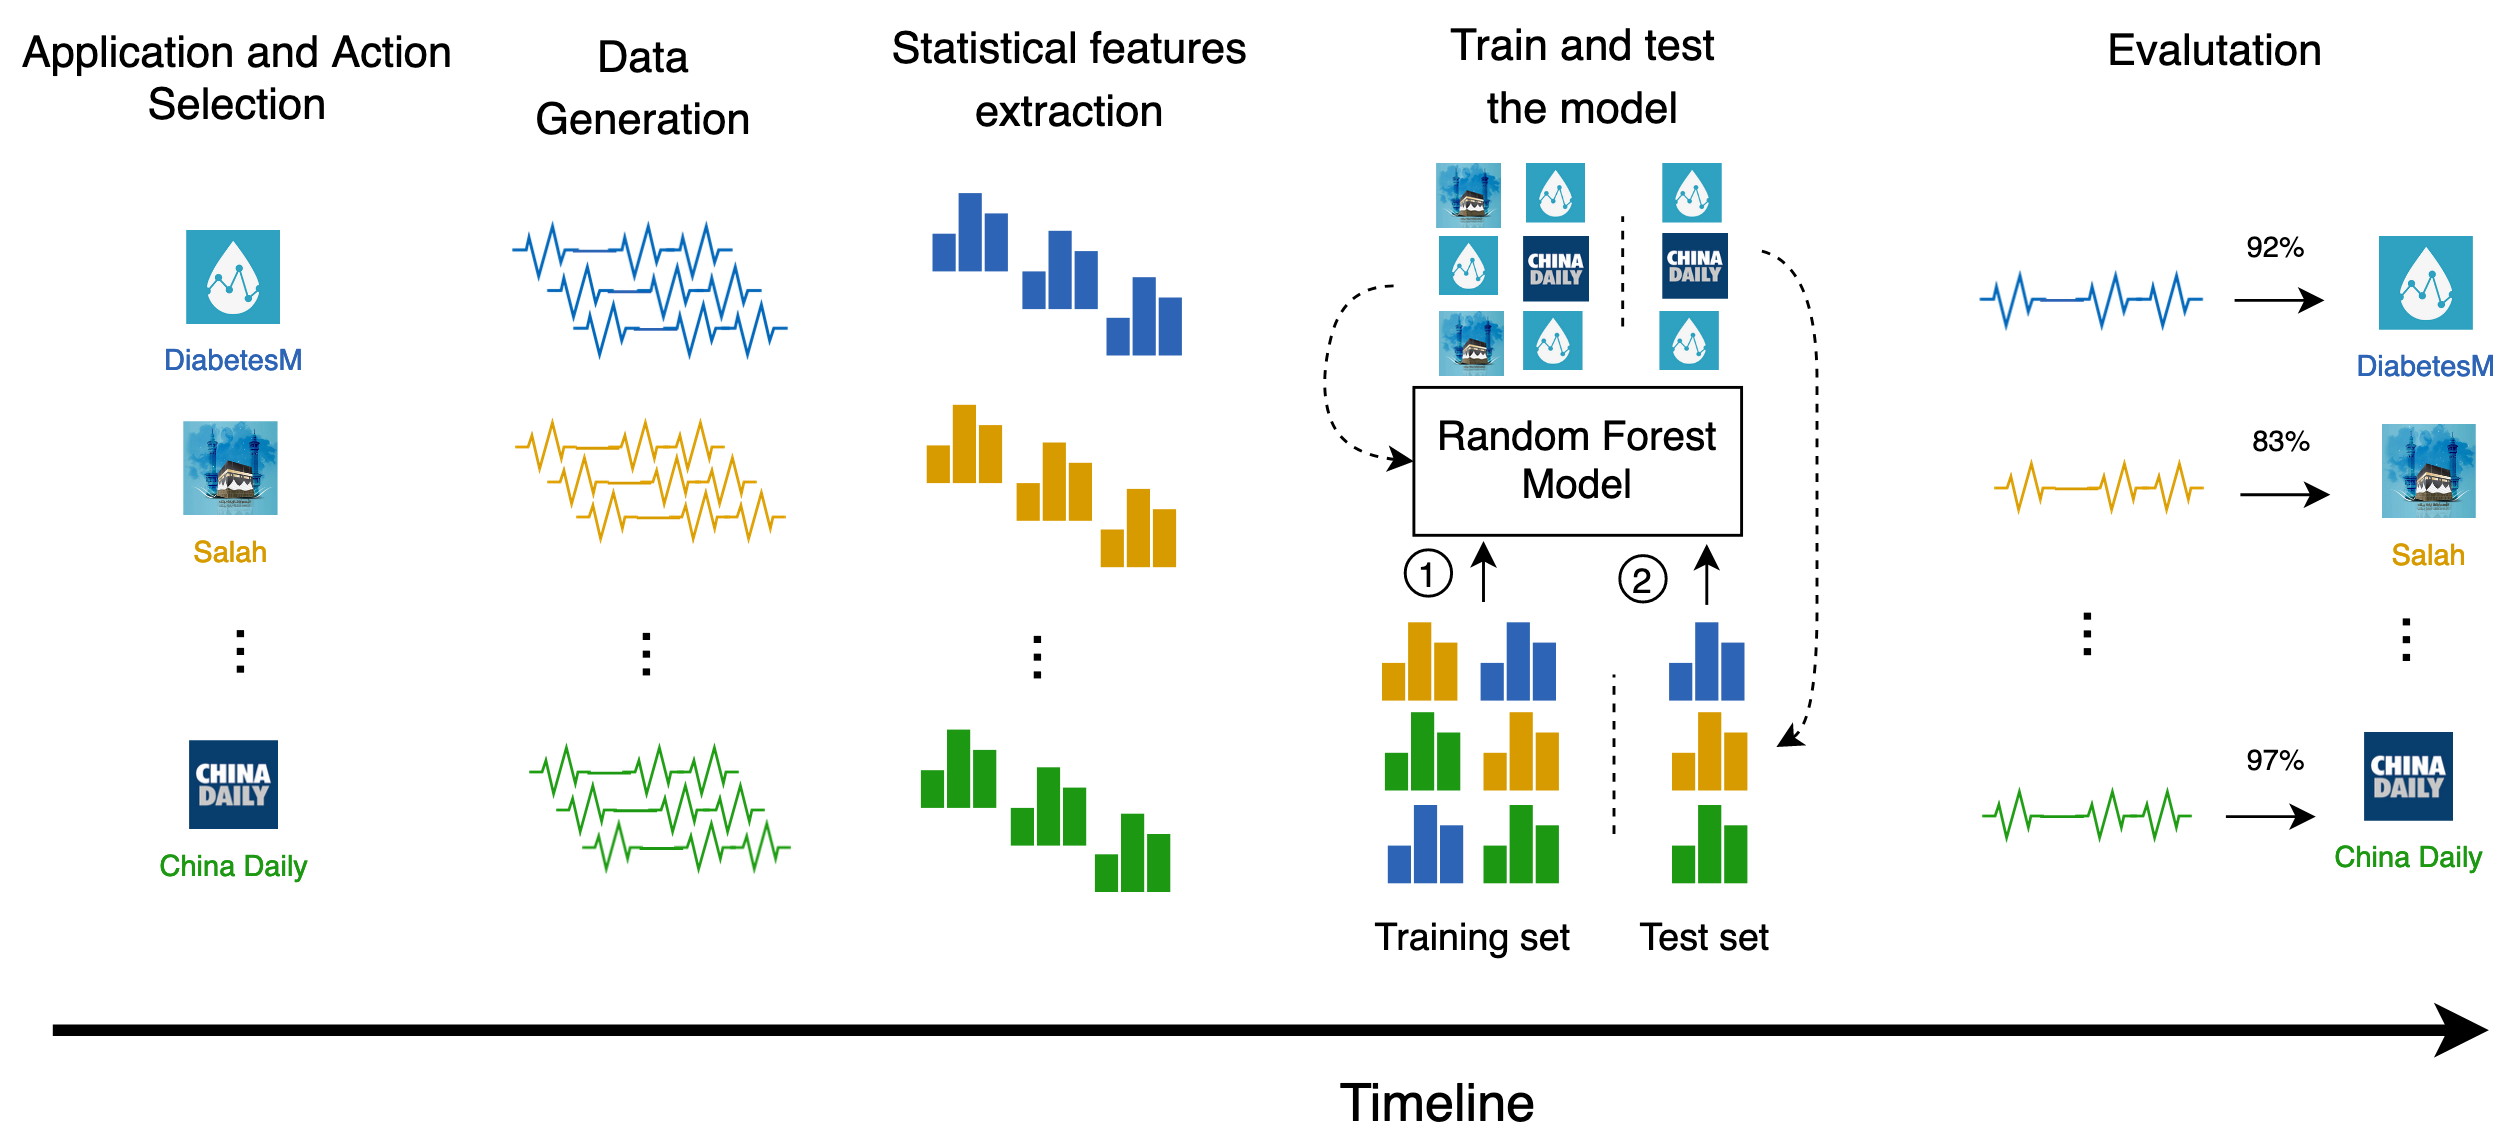 Application and Action
Selection
Data
Generation
Statistical features
extraction
Train and test
the model
Evalutation
DiabetesM
Salah
CHINA
DAILY
China Daily
CHINA
DAILY
CHINA
DAILY
Random Forest
Model
1
2
Training set
Test set
92%
DiabetesM
83%
Salah
97%
CHINA
DAILY
China Daily
Timeline